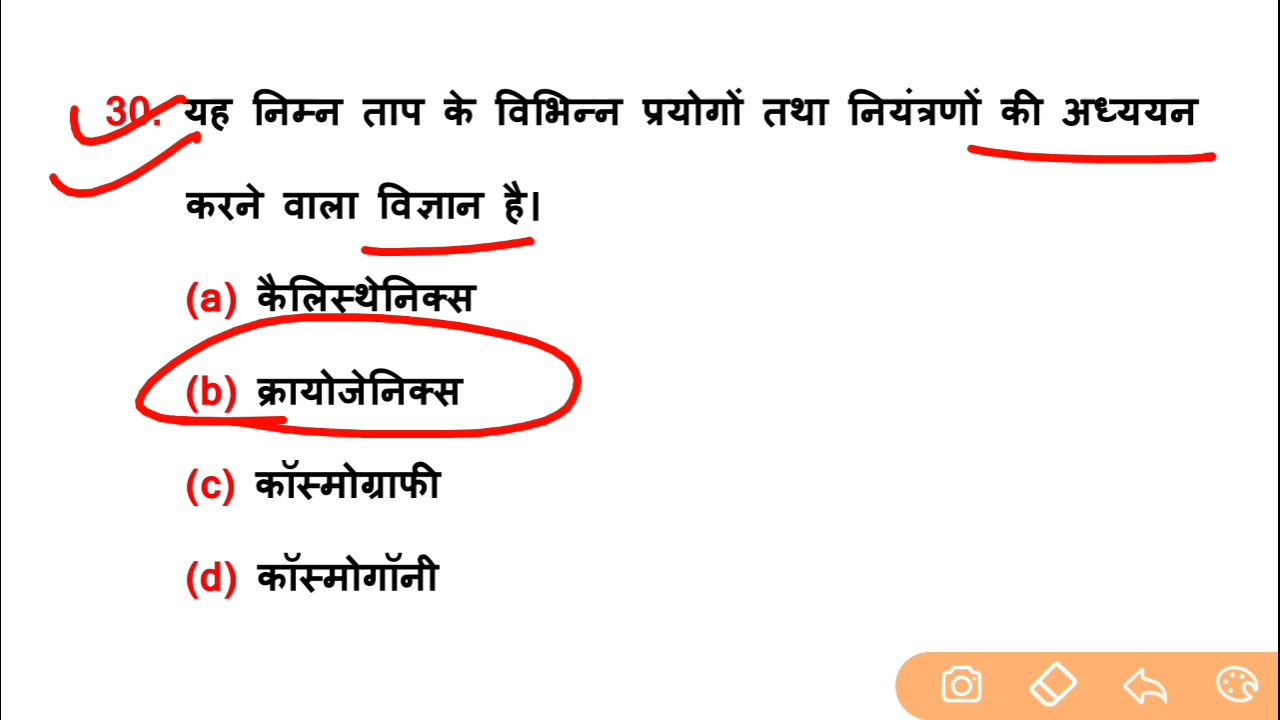 30. यह निम्न ताप के विभिन्न प्रयोगों तथा नियंत्रणों की अध्ययन
करने वाला विज्ञान है।
(a) कैलिस्थेनिक्स
(b) क्रायोजेनिक्स
(c) कॉस्मोग्राफी
(d) कॉस्मोगॉनी